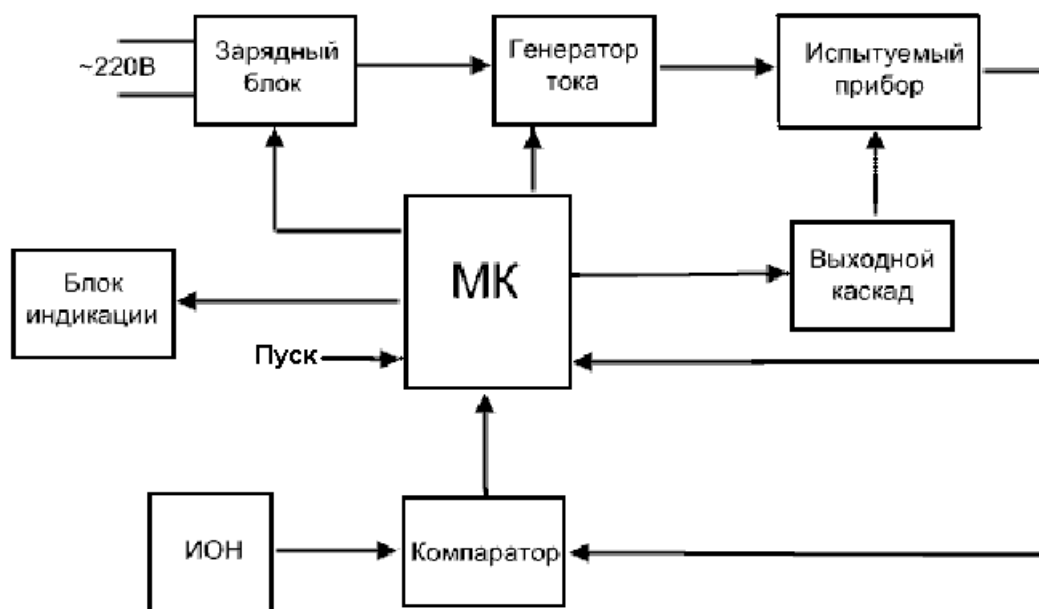 ~220В
Зарядный
блок
Генератор
тока
Испытуемый
прибор
МК
Выходной
каскад
Блок
индикации
Пуск
ИОН
Компаратор